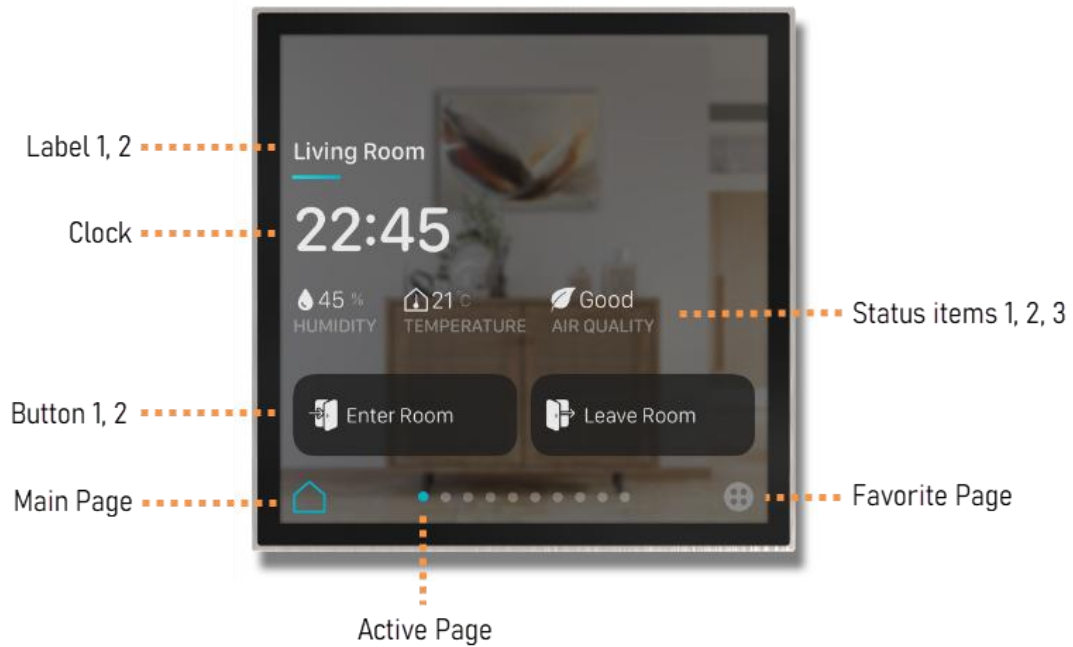 Label 1, 2
Living Room
Clock
22:45
45 % 21 °c Good
HUMIDITY TEMPERATURE AIR QUALITY
Status items 1, 2, 3
Button 1, 2
Enter Room Leave Room
Main Page
Favorite Page
Active Page